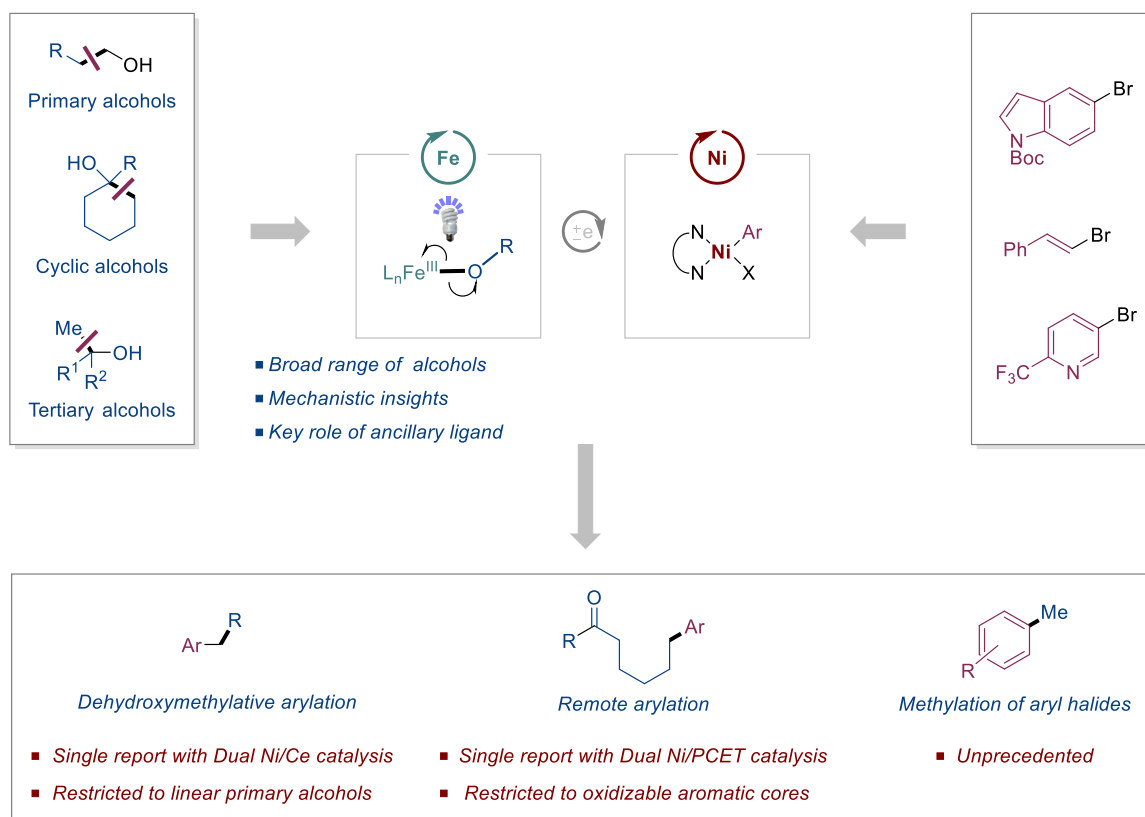 R
OH
Primary alcohols
HO R
Cyclic alcohols
Me
OH
R1 R2
Tertiary alcohols
Fe
LnFeIII O R
±e
Ni
N Ar
Ni
N X
■ Broad range of alcohols
■ Mechanistic insights
■ Key role of ancillary ligand
Br
N
Boc
Ph Br
Br
F3C N
R
Ar
Dehydroxymethylative arylation
■ Single report with Dual Ni/Ce catalysis
■ Restricted to linear primary alcohols
O
R Ar
Remote arylation
■ Single report with Dual Ni/PCET catalysis
■ Restricted to oxidizable aromatic cores
Me
R
Methylation of aryl halides
■ Unprecedented